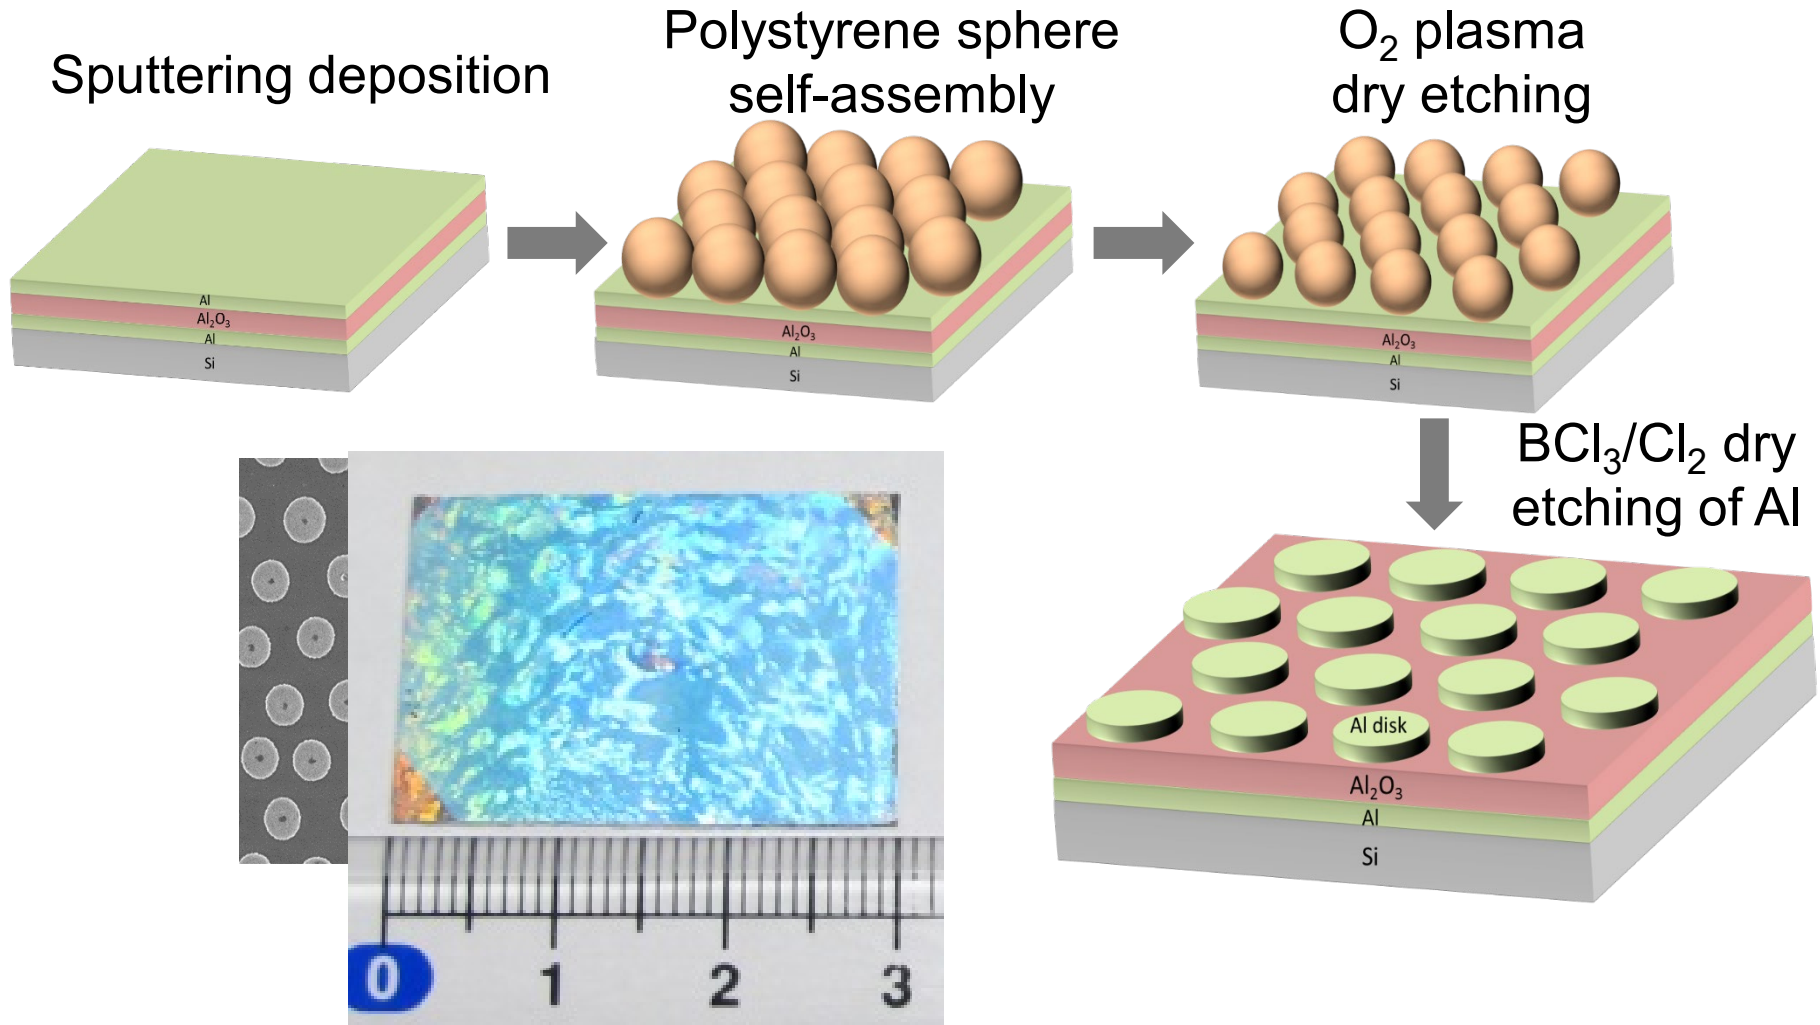 Sputtering deposition
Polystyrene sphere
self-assembly
O₂ plasma
dry etching
Al
Al₂O₃
Al
Si
Al₂O₃
Al
Si
Al₂O₃
Al
Si
BCl₃/Cl₂ dry
etching of Al
Al disk
Al₂O₃
Al
Si
0 1 2 3